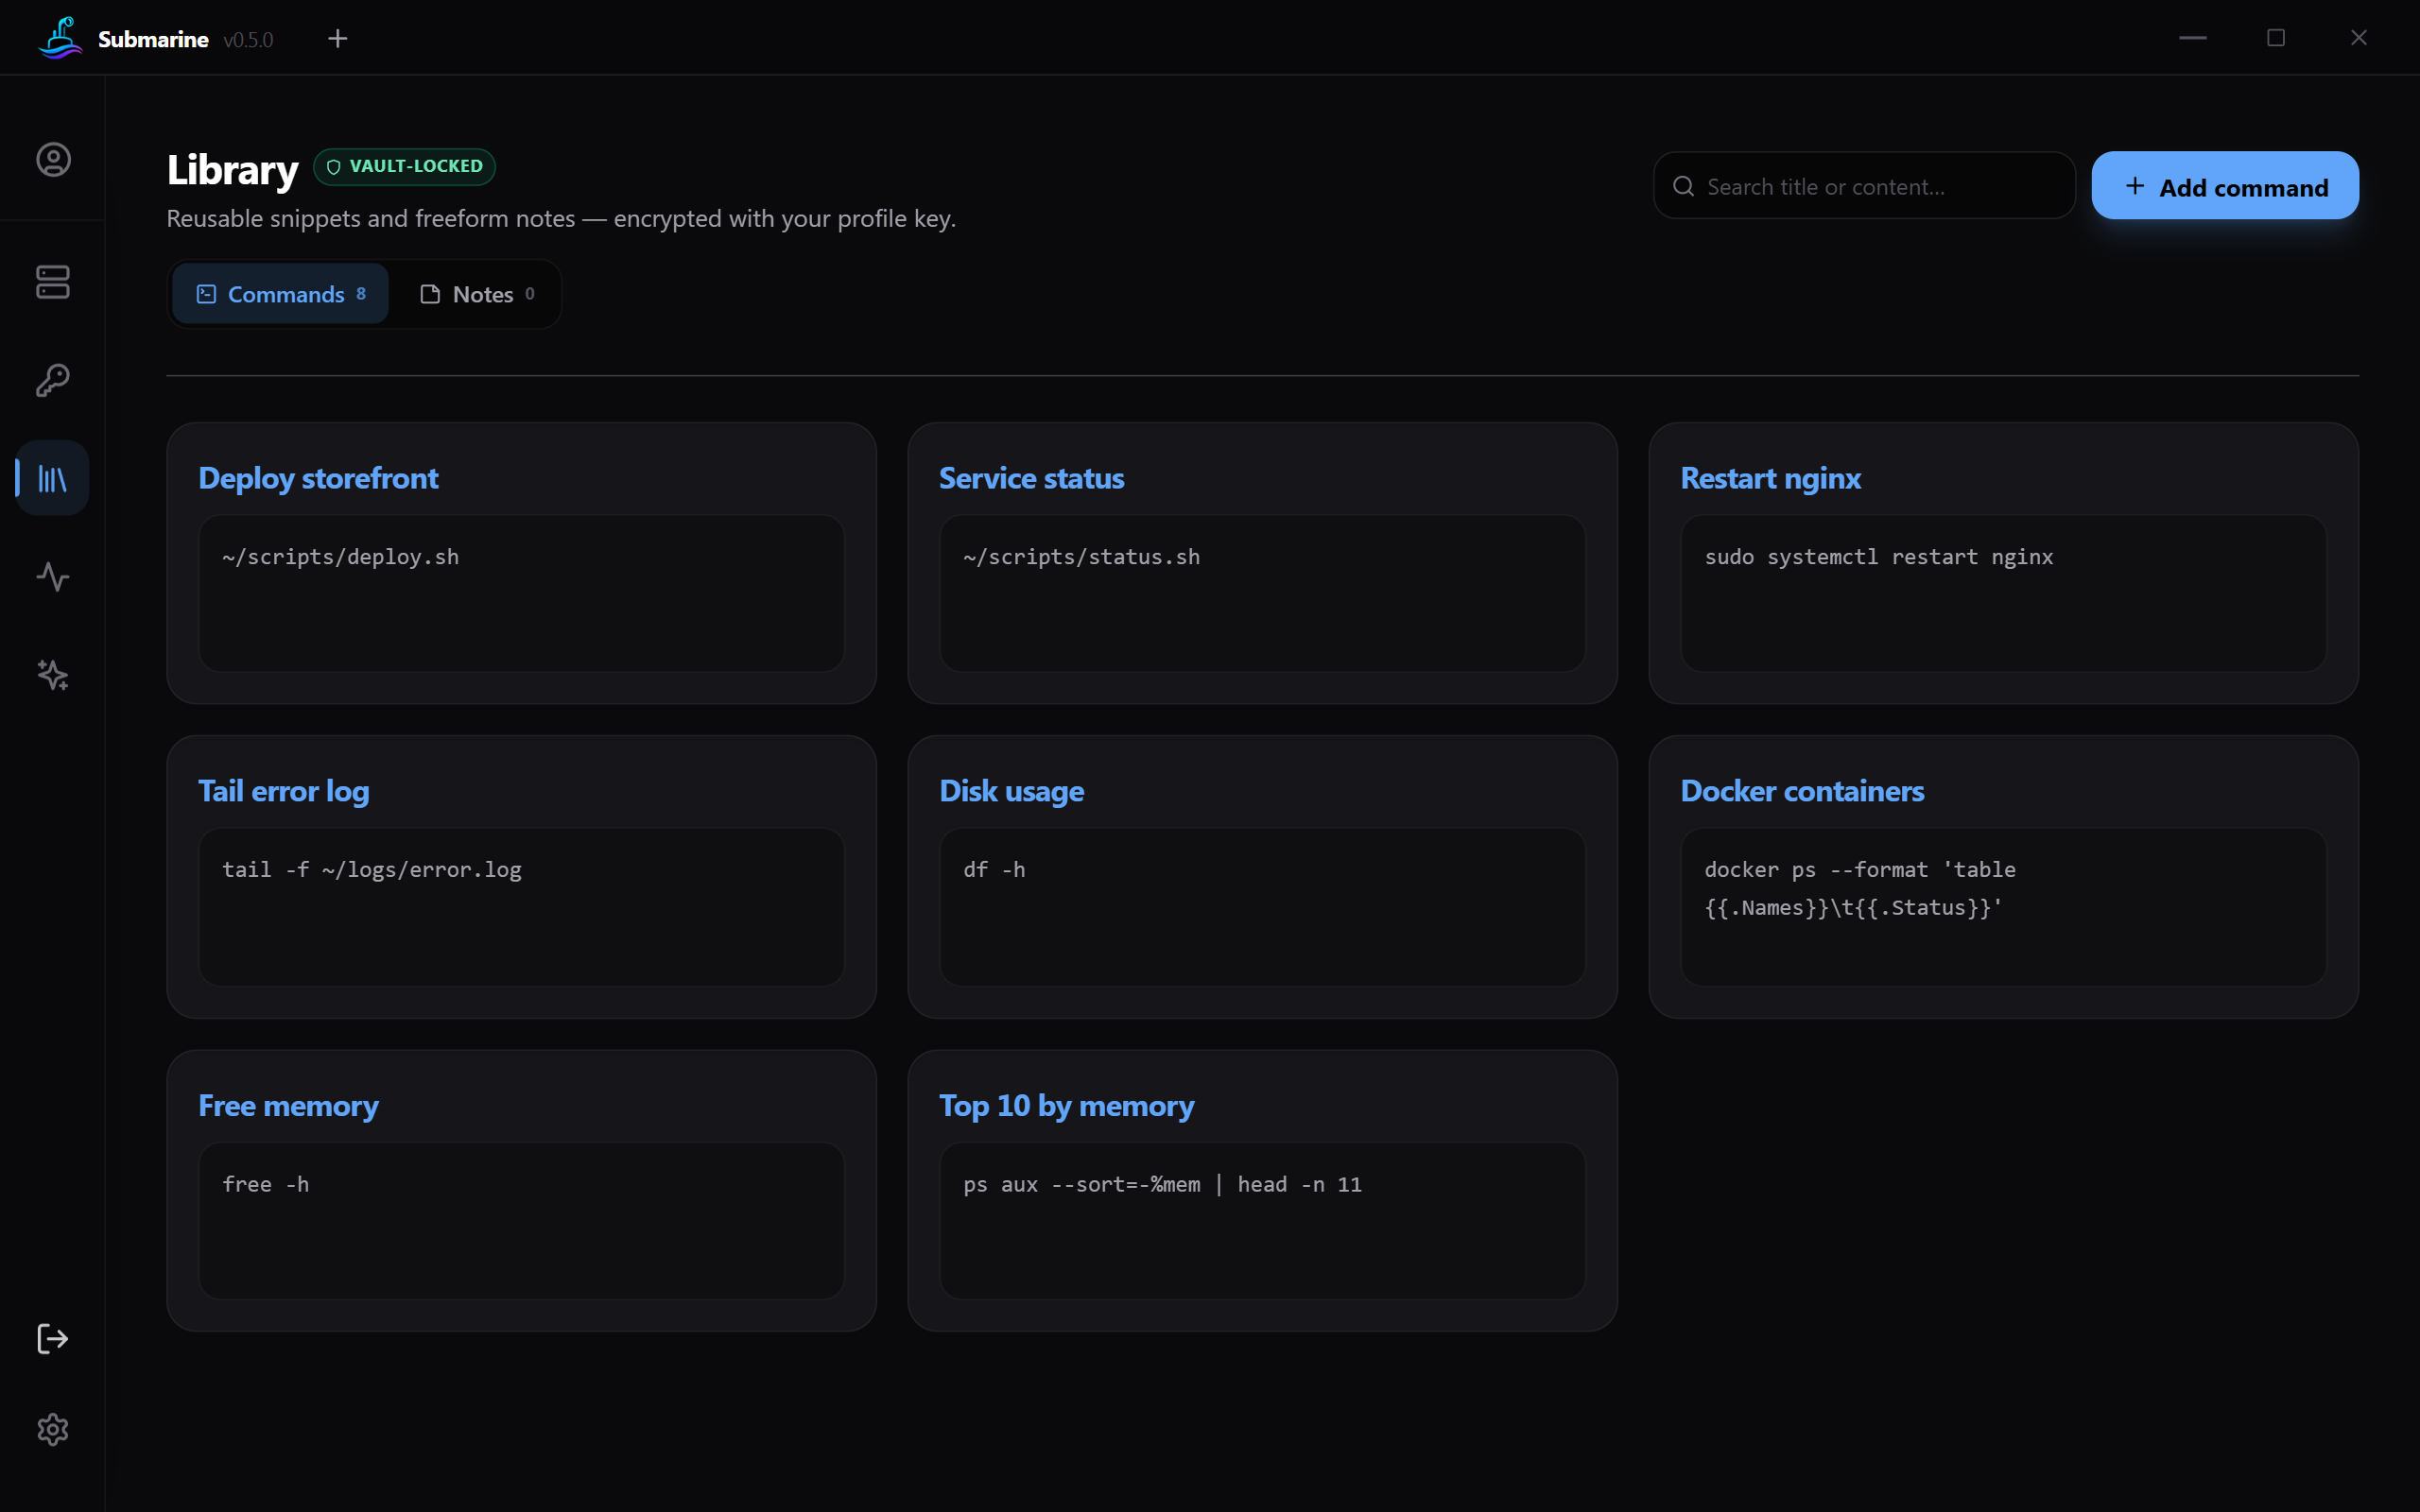 Submarine v0.5.0
Library VAULT-LOCKED
Reusable snippets and freeform notes — encrypted with your profile key.
Search title or content...
Add command
Commands 8
Notes 0
Deploy storefront
~/scripts/deploy.sh
Service status
~/scripts/status.sh
Restart nginx
sudo systemctl restart nginx
Tail error log
tail -f ~/logs/error.log
Disk usage
df -h
Docker containers
docker ps --format 'table
{{.Names}}\t{{.Status}}'
Free memory
free -h
Top 10 by memory
ps aux --sort=-%mem | head -n 11